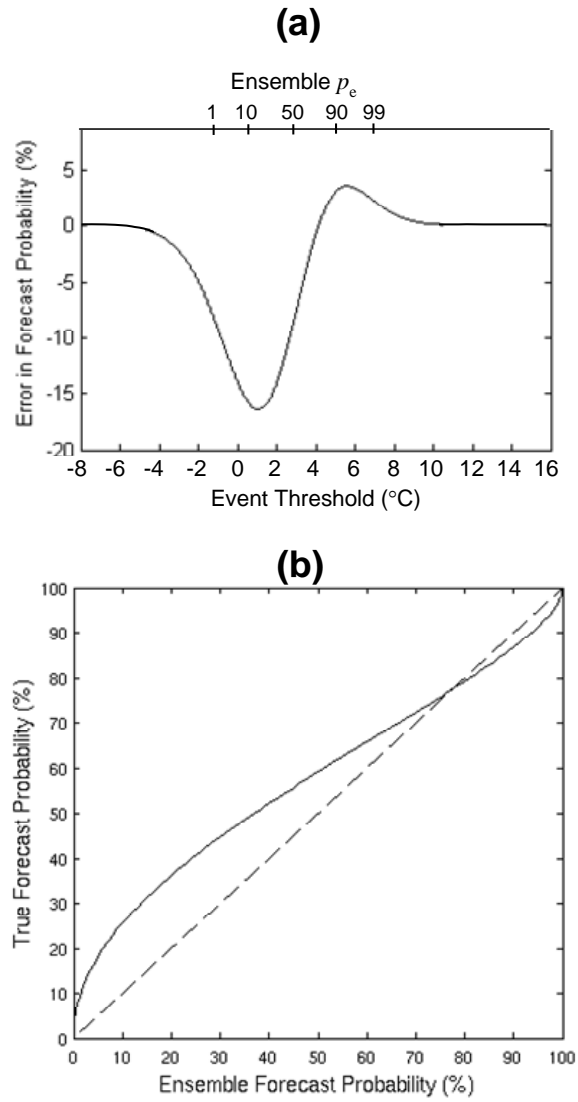 (a)
Ensemble pe
1 10 50 90 99
Error in Forecast Probability (%)
5
0
-5
-10
-15
-20
-8 -6 -4 -2 0 2 4 6 8 10 12 14 16
Event Threshold (°C)
(b)
True Forecast Probability (%)
100
90
80
70
60
50
40
30
20
10
0
0 10 20 30 40 50 60 70 80 90 100
Ensemble Forecast Probability (%)